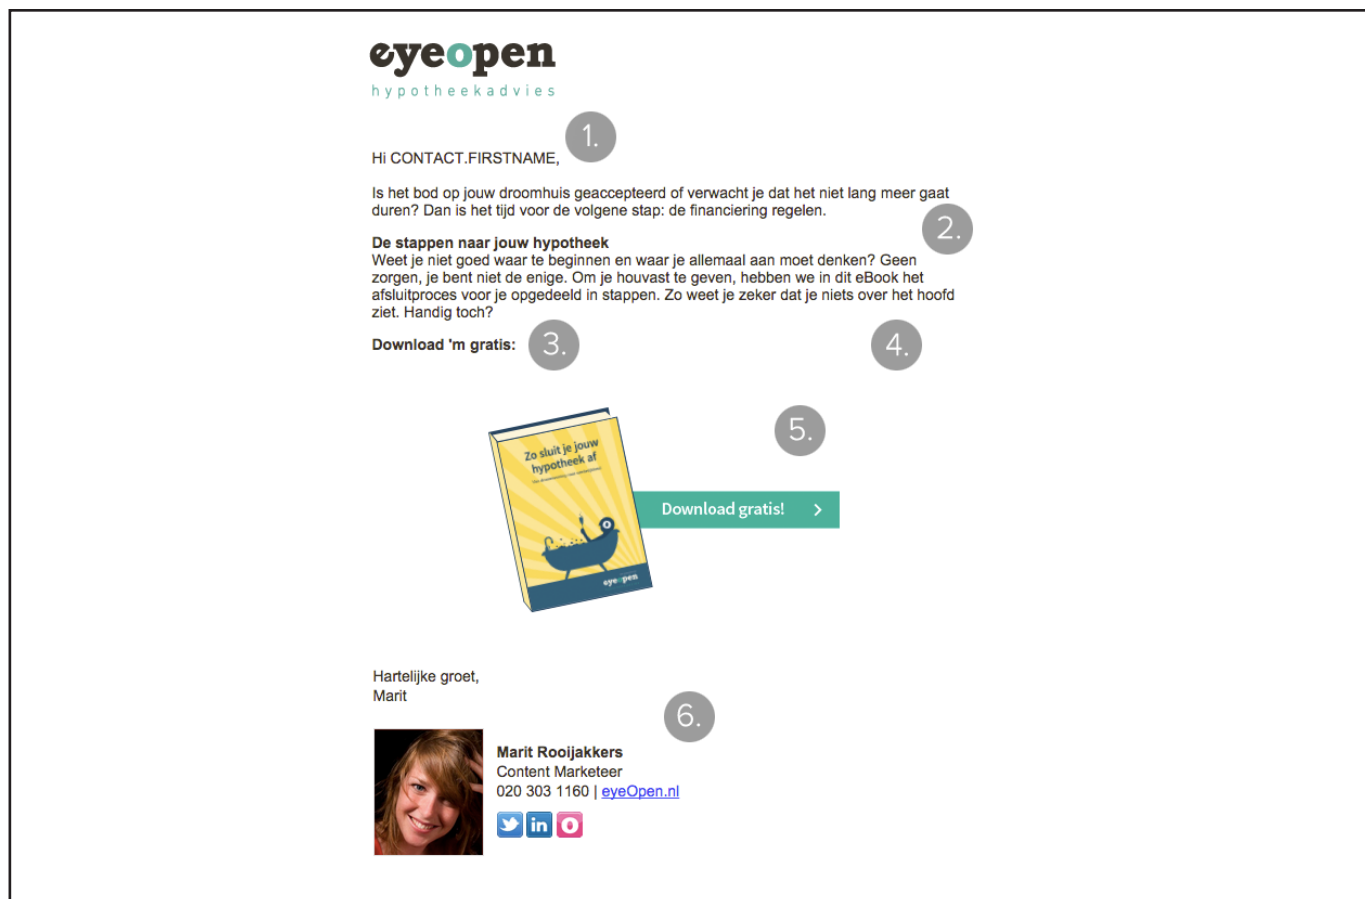 eyeopen
hypotheekadvies
1.
Hi CONTACT.FIRSTNAME,
Is het bod op jouw droomhuis geaccepteerd of verwacht je dat het niet lang meer gaat
duren? Dan is het tijd voor de volgene stap: de financiering regelen.
2.
De stappen naar jouw hypotheek
Weet je niet goed waar te beginnen en waar je allemaal aan moet denken? Geen
zorgen, je bent niet de enige. Om je houvast te geven, hebben we in dit eBook het
afsluitproces voor je opgedeeld in stappen. Zo weet je zeker dat je niets over het hoofd
ziet. Handig toch?
Download 'm gratis:
3.
4.
5.
Zo sluit je jouw
hypotheek af
eyeopen
Download gratis!
Hartelijke groet,
Marit
6.
Marit Rooijakkers
Content Marketeer
020 303 1160 | eyeOpen.nl
in